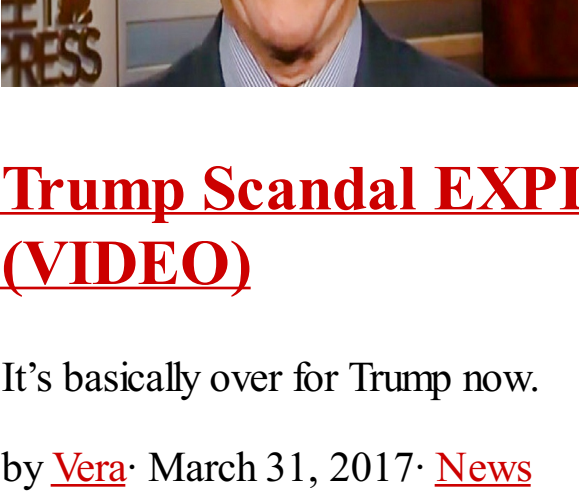 PRESS
Trump Scandal
(VIDEO)
It’s basically over for Trump now.
by Vera· March 31, 2017· News